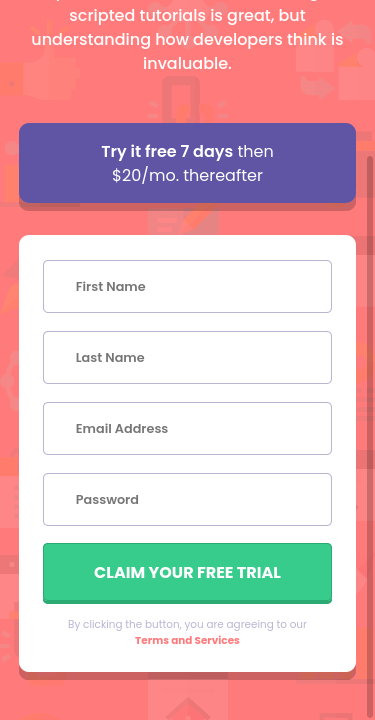 scripted tutorials is great, but
understanding how developers think is
invaluable.
Try it free 7 days then
$20/mo. thereafter
First Name
Last Name
Email Address
Password
CLAIM YOUR FREE TRIAL
By clicking the button, you are agreeing to our
Terms and Services